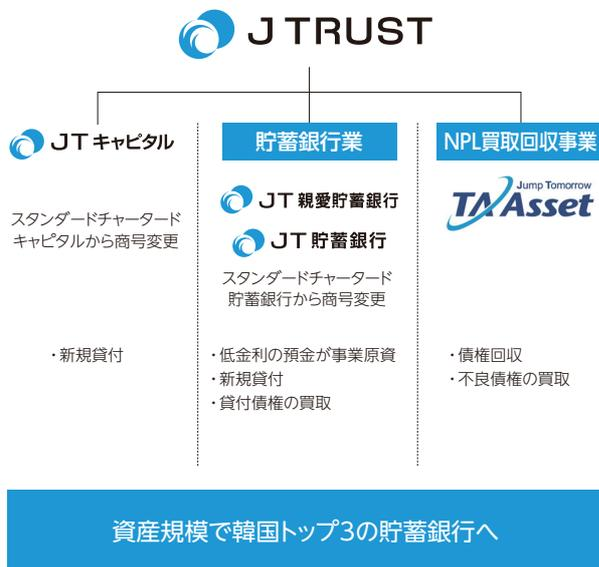 J TRUST
JTキャピタル
スタンダードチャータード
キャピタルから商号変更
・新規貸付
貯蓄銀行業
JT 親愛貯蓄銀行
JT 貯蓄銀行
スタンダードチャータード
貯蓄銀行から商号変更
・低金利の預金が事業原資
・新規貸付
・貸付債権の買取
NPL買取回収事業
Jump Tomorrow
TA Asset
・債権回収
・不良債権の買取
資産規模で韓国トップ3の貯蓄銀行へ